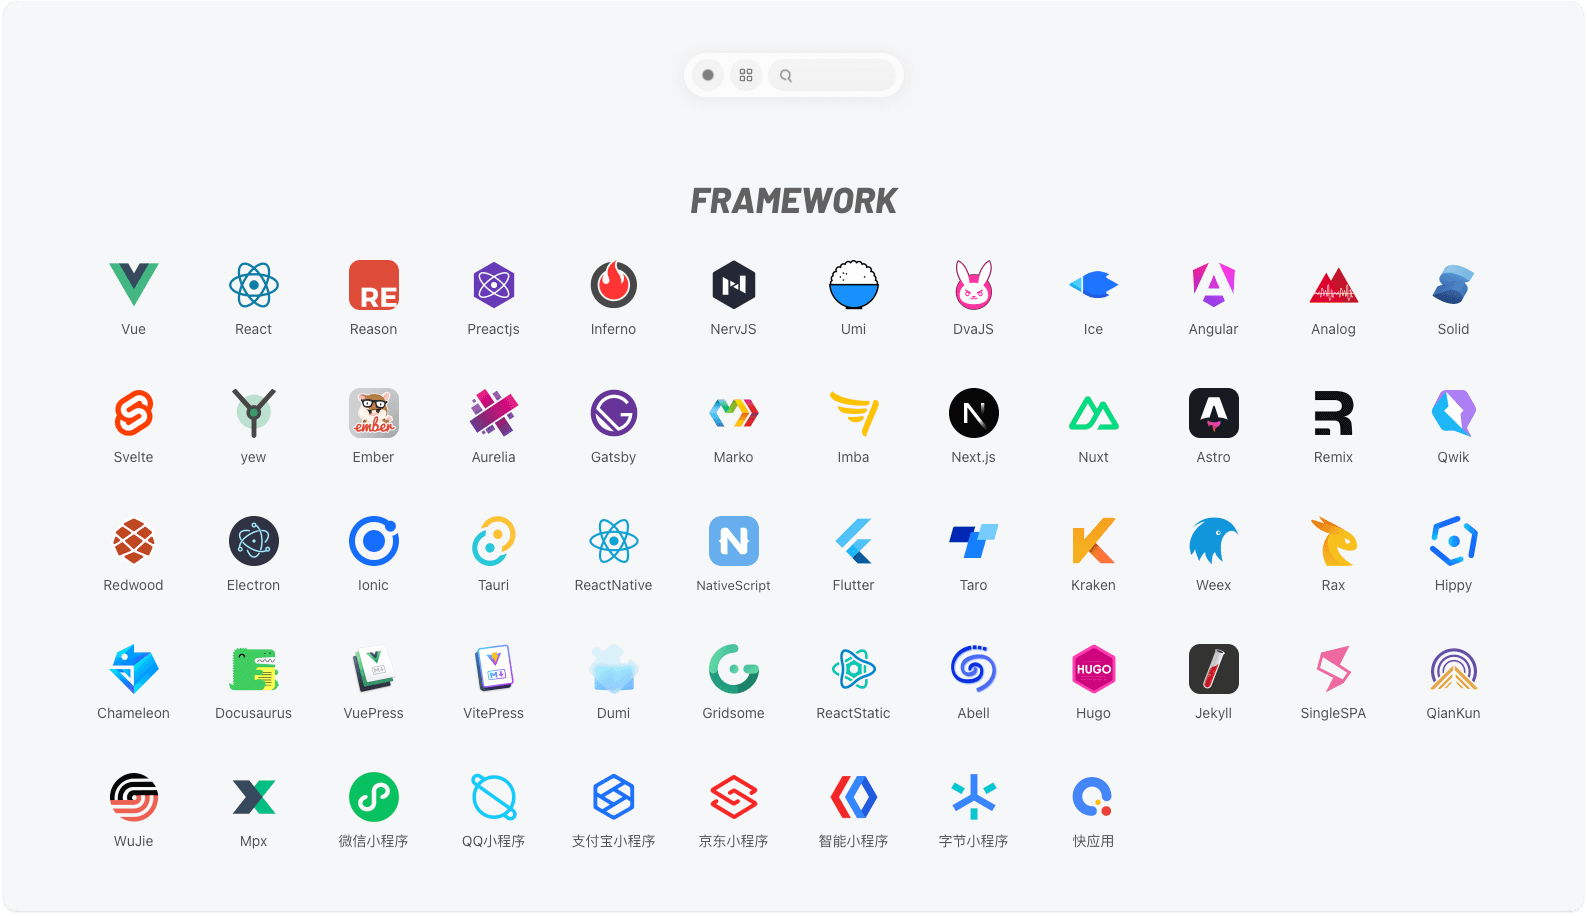 FRAMEWORK
Vue React Reason Preactjs Inferno NervJS Umi DvaJS Ice Angular Analog Solid
RE
Svelte yew Ember Aurelia Gatsby Marko Imba Next.js Nuxt Astro Remix Qwik
ember
Redwood Electron Ionic Tauri ReactNative NativeScript Flutter Taro Kraken Weex Rax Hippy
HUGO
Chameleon Docusaurus VuePress VitePress Dumi Gridsome ReactStatic Abell Hugo Jekyll SingleSPA QianKun
WuJie Mpx 微信小程序 QQ小程序 支付宝小程序 京东小程序 智能小程序 字节小程序 快应用